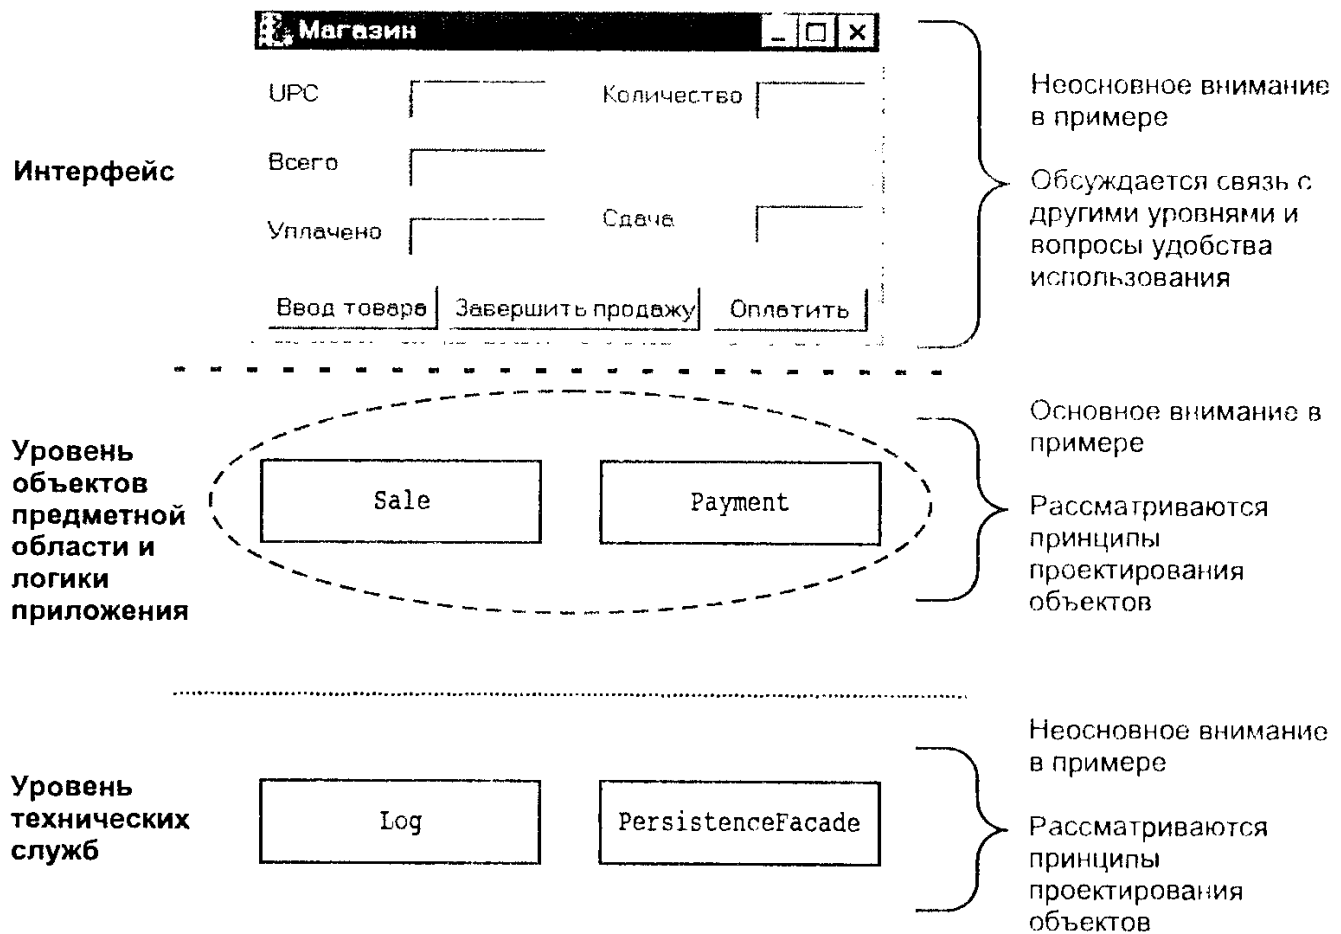 Магазин
UPC
Количество
Всего
Уплачено
Сдача
Ввод товара
Завершить продажу
Оплатить
Интерфейс
Неосновное внимание
в примере
Обсуждается связь с
другими уровнями и
вопросы удобства
использования
Уровень
объектов
предметной
области и
логики
приложения
Sale
Payment
Основное внимание в
примере
Рассматриваются
принципы
проектирования
объектов
Уровень
технических
служб
Log
PersistenceFacade
Неосновное внимание
в примере
Рассматриваются
принципы
проектирования
объектов